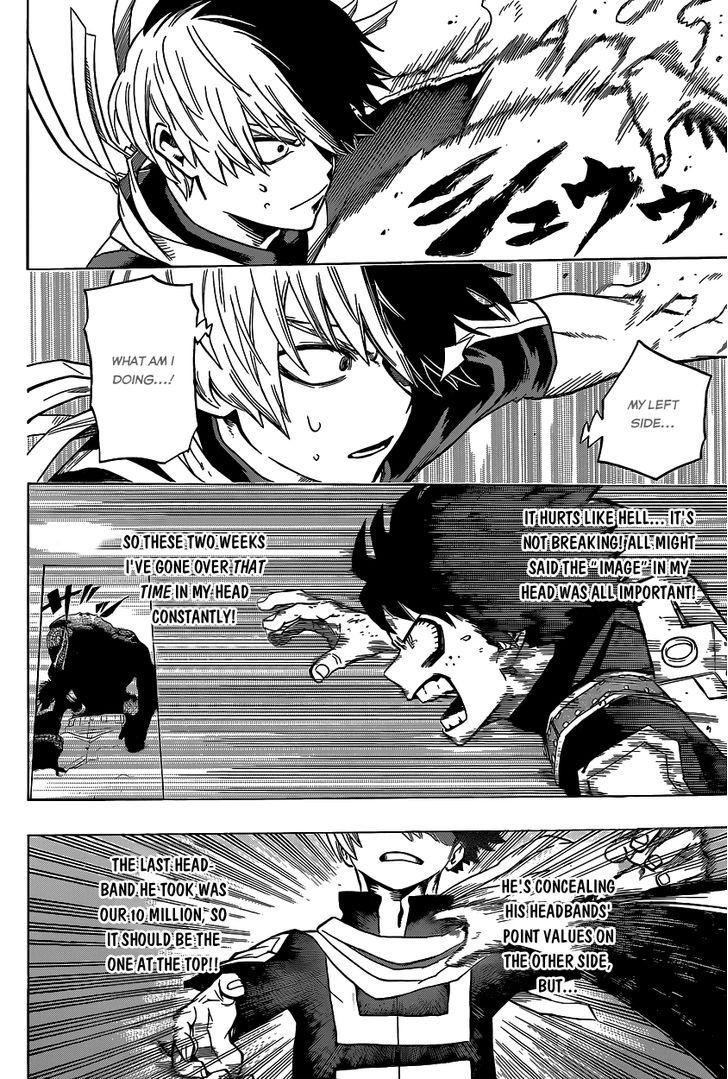 シュゥゥ
MY LEFT
SIDE...
WHAT AM I
DOING...!
IT HURTS LIKE HELL... IT'S
NOT BREAKING! ALL MIGHT
SAID THE "IMAGE" IN MY
HEAD WAS ALL IMPORTANT!
SO THESE TWO WEEKS
I'VE GONE OVER THAT
TIME IN MY HEAD
CONSTANTLY!
HE'S CONCEALING
HIS HEADBANDS'
POINT VALUES ON
THE OTHER SIDE,
BUT...
THE LAST HEAD-
BAND HE TOOK WAS
OUR 10 MILLION, SO
IT SHOULD BE THE
ONE AT THE TOP!!